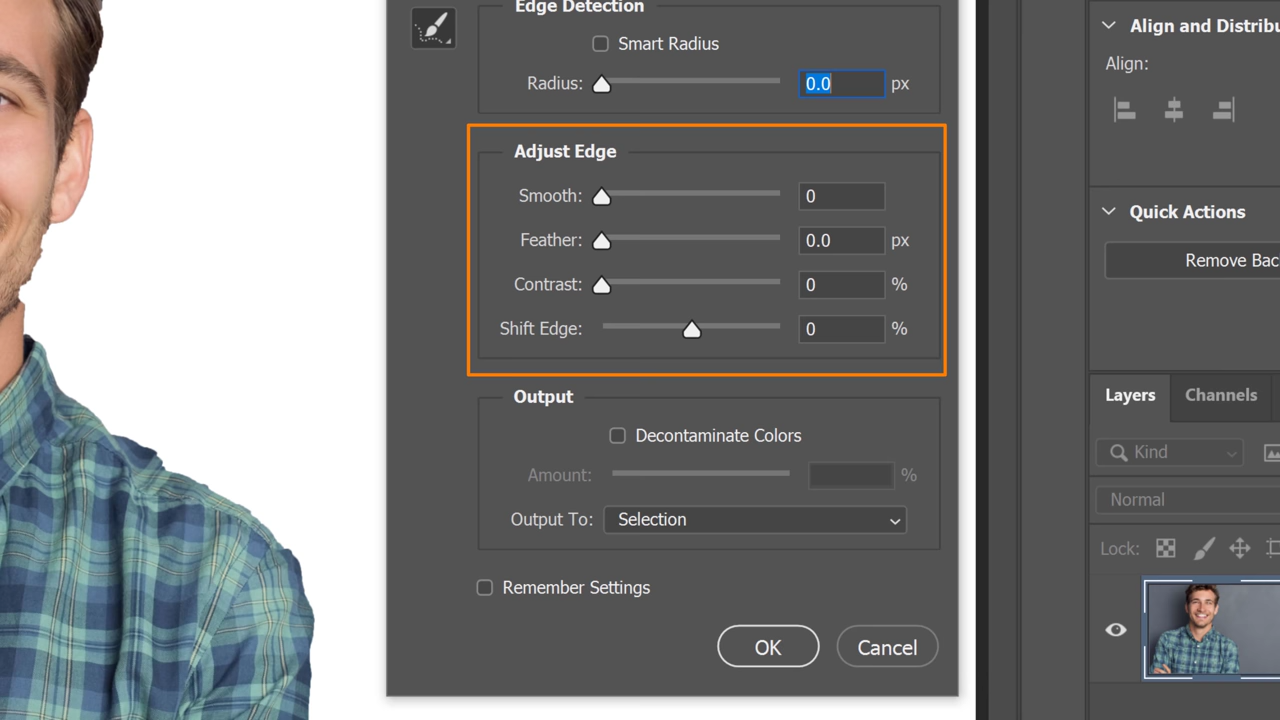 Edge Detection
Smart Radius
Radius: 0.0 px
Adjust Edge
Smooth: 0
Feather: 0.0 px
Contrast: 0 %
Shift Edge: 0 %
Output
Decontaminate Colors
Amount: %
Output To: Selection
Remember Settings
OK Cancel
Align and Distribu
Align:
Quick Actions
Remove Bac
Layers Channels
Kind
Normal
Lock: